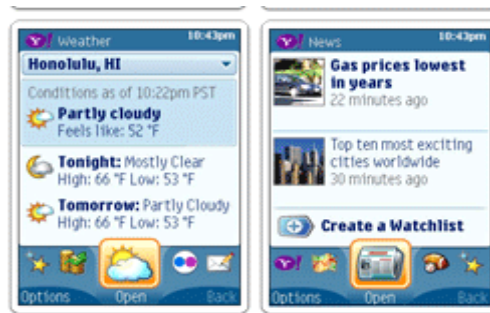 Y! Weather 10:43pm
Honolulu, HI
Conditions as of 10:22pm PST
Partly cloudy
Feels like: 52 °F
Tonight: Mostly Clear
High: 66 °F Low: 53 °F
Tomorrow: Partly Cloudy
High: 66 °F Low: 53 °F
Options Open Back
Y! News 10:43pm
Gas prices lowest
in years
22 minutes ago
Top ten most exciting
cities worldwide
30 minutes ago
Create a Watchlist
Y!
Options Open Back